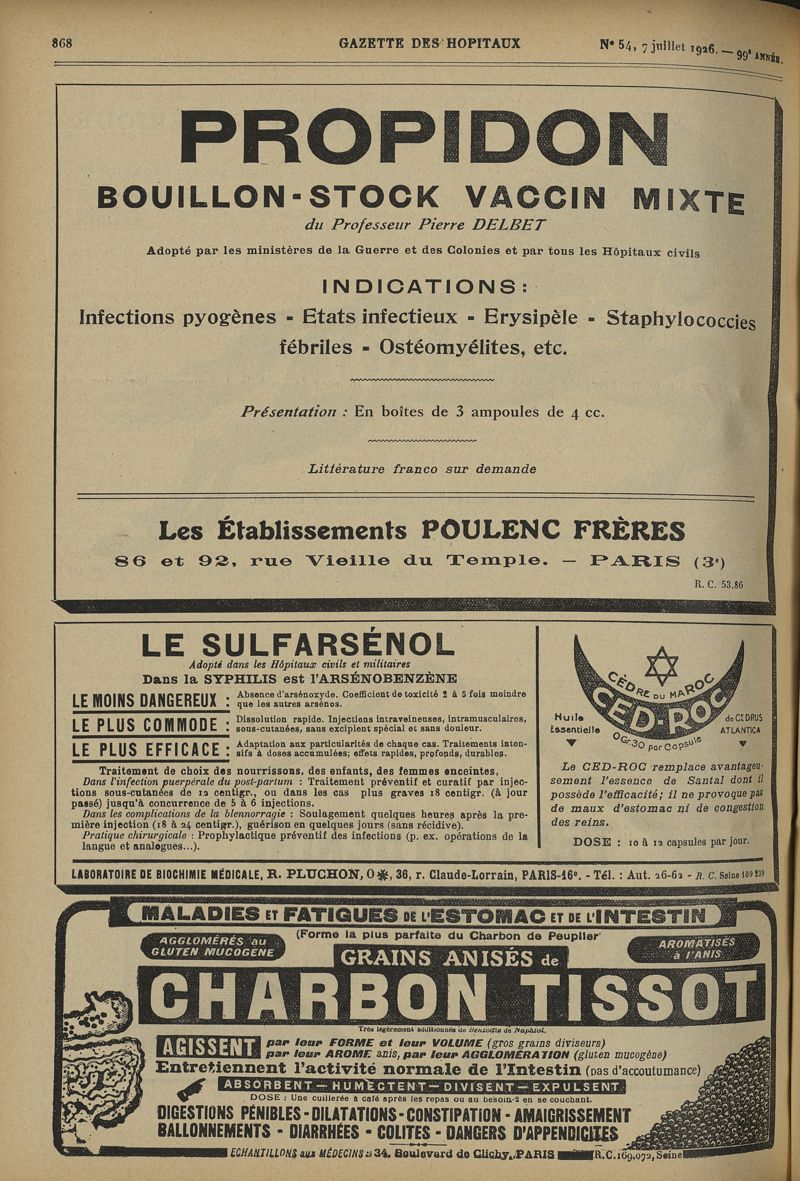 868
GAZETTE DES HOPITAUX
N° 54, 7 juillet 1926. — 99e ANNÉE.
PROPIDON
BOUILLON-STOCK VACCIN MIXTE
du Professeur Pierre DELBET
Adopté par les ministères de la Guerre et des Colonies et par tous les Hôpitaux civils
INDICATIONS:
Infections pyogènes - Etats infectieux - Erysipèle - Staphylococcies
fébriles - Ostéomyélites, etc.
Présentation : En boîtes de 3 ampoules de 4 cc.
Littérature franco sur demande
Les Établissements POULENC FRÈRES
86 et 92, rue Vieille du Temple. — PARIS (3e)
R. C. 53.86
LE SULFARSÉNOL
Adopté dans les Hôpitaux civils et militaires
Dans la SYPHILIS est l'ARSÉNOBENZÈNE
LE MOINS DANGEREUX : Absence d'arsénoxyde. Coefficient de toxicité 2 à 5 fois moindre
que les autres arsénos.
LE PLUS COMMODE : Dissolution rapide. Injections intraveineuses, intramusculaires,
sous-cutanées, sans excipient spécial et sans douleur.
LE PLUS EFFICACE : Adaptation aux particularités de chaque cas. Traitements inten-
sifs à doses accumulées; effets rapides, profonds, durables.
Traitement de choix des nourrissons, des enfants, des femmes enceintes,
Dans l'infection puerpérale du post-partum : Traitement préventif et curatif par injec-
tions sous-cutanées de 12 centigr., ou dans les cas plus graves 18 centigr. (à jour
passé) jusqu'à concurrence de 5 à 6 injections.
Dans les complications de la blennorragie : Soulagement quelques heures après la pre-
mière injection (18 à 24 centigr.), guérison en quelques jours (sans récidive).
Pratique chirurgicale : Prophylactique préventif des infections (p. ex. opérations de la
langue et analogues...).
CÈDRE DU MAROC
CED-ROC
Huile
Essentielle
de CEDRUS
ATLANTICA
0Gr30 par Capsule
Le CED-ROC remplace avantageu-
sement l'essence de Santal dont il
possède l'efficacité; il ne provoque pas
de maux d'estomac ni de congestion
des reins.
DOSE : 10 à 12 capsules par jour.
LABORATOIRE DE BIOCHIMIE MÉDICALE, R. PLUCHON, O ✻, 36, r. Claude-Lorrain, PARIS-16e. - Tél. : Aut. 26-62 - R. C. Seine 109 239
MALADIES ET FATIGUES DE L'ESTOMAC ET DE L'INTESTIN
(Forme la plus parfaite du Charbon de Peuplier
AGGLOMÉRÉS au
GLUTEN MUCOGÈNE
AROMATISÉS
à l'ANIS
GRAINS ANISÉS de
CHARBON TISSOT
Très légèrement additionnés de Benzoate de Naphtol.
AGISSENT par leur FORME et leur VOLUME (gros grains diviseurs)
par leur AROME anis, par leur AGGLOMÉRATION (gluten mucogène)
Entretiennent l'activité normale de l'Intestin (pas d'accoutumance)
ABSORBENT — HUMECTENT — DIVISENT — EXPULSENT
DOSE : Une cuillerée à café après les repas ou au besoin 2 en se couchant.
DIGESTIONS PÉNIBLES - DILATATIONS - CONSTIPATION - AMAIGRISSEMENT
BALLONNEMENTS - DIARRHÉES - COLITES - DANGERS D'APPENDICITES
ECHANTILLONS aux MÉDECINS : 34, Boulevard de Clichy, PARIS R.C. 169,072, Seine